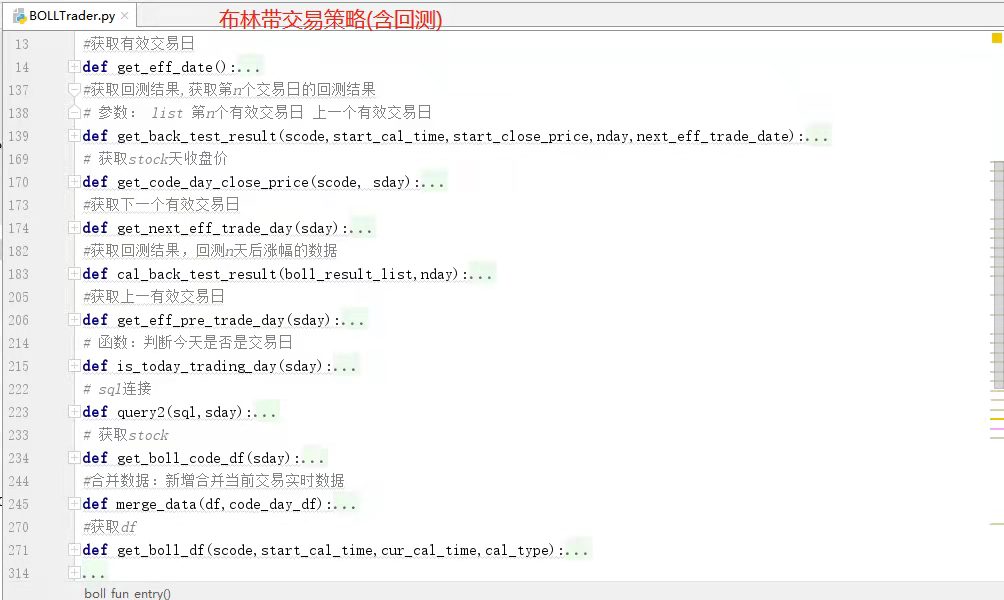 BOLLTrader.py
布林带交易策略(含回测)
13 #获取有效交易日
14 def get_eff_date():...
137 #获取回测结果,获取第n个交易日的回测结果
138 # 参数: list 第n个有效交易日 上一个有效交易日
139 def get_back_test_result(scode,start_cal_time,start_close_price,nday,next_eff_trade_date):...
169 # 获取stock天收盘价
170 def get_code_day_close_price(scode, sday):...
173 #获取下一个有效交易日
174 def get_next_eff_trade_day(sday):...
182 #获取回测结果，回测n天后涨幅的数据
183 def cal_back_test_result(boll_result_list,nday):...
205 #获取上一有效交易日
206 def get_eff_pre_trade_day(sday):...
214 # 函数：判断今天是否是交易日
215 def is_today_trading_day(sday):...
222 # sql连接
223 def query2(sql,sday):...
233 # 获取stock
234 def get_boll_code_df(sday):...
244 #合并数据：新增合并当前交易实时数据
245 def merge_data(df,code_day_df):...
270 #获取df
271 def get_boll_df(scode,start_cal_time,cur_cal_time,cal_type):...
314 ...
boll_fun_entry()